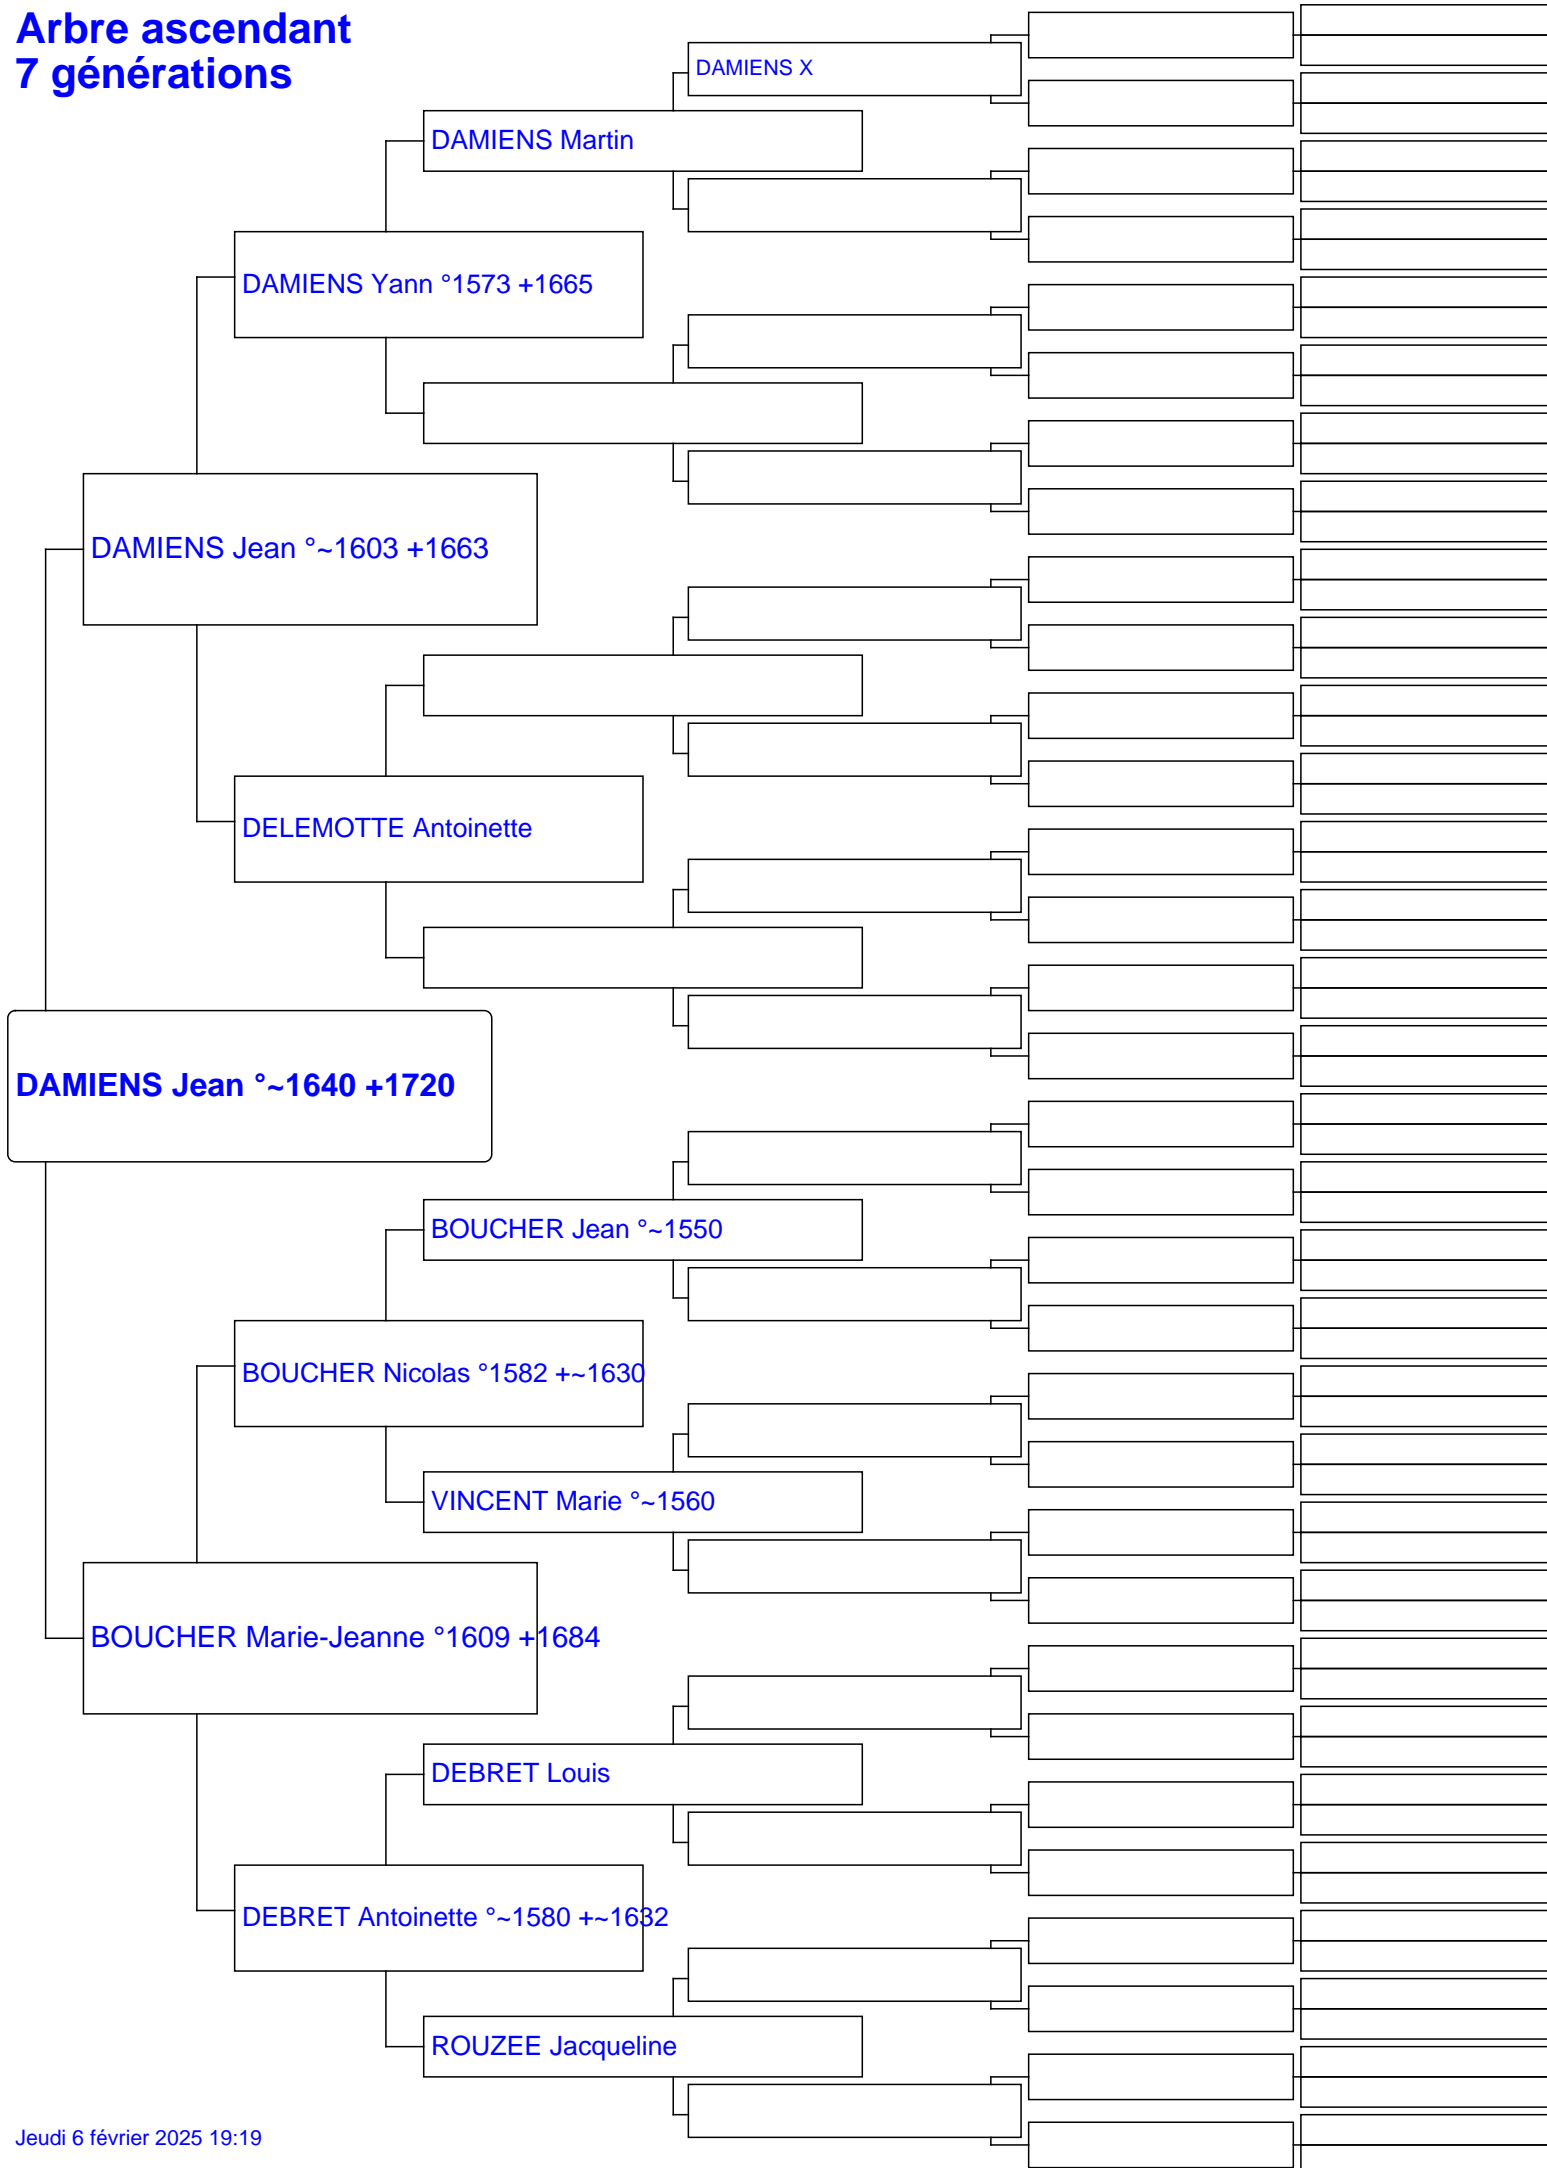 Arbre ascendant
7 générations
DAMIENS X
DAMIENS Martin
DAMIENS Yann °1573 +1665
DAMIENS Jean °~1603 +1663
DELEMOTTE Antoinette
DAMIENS Jean °~1640 +1720
BOUCHER Jean °~1550
BOUCHER Nicolas °1582 +~1630
VINCENT Marie °~1560
BOUCHER Marie-Jeanne °1609 +1684
DEBRET Louis
DEBRET Antoinette °~1580 +~1632
ROUZEE Jacqueline
Jeudi 6 février 2025 19:19